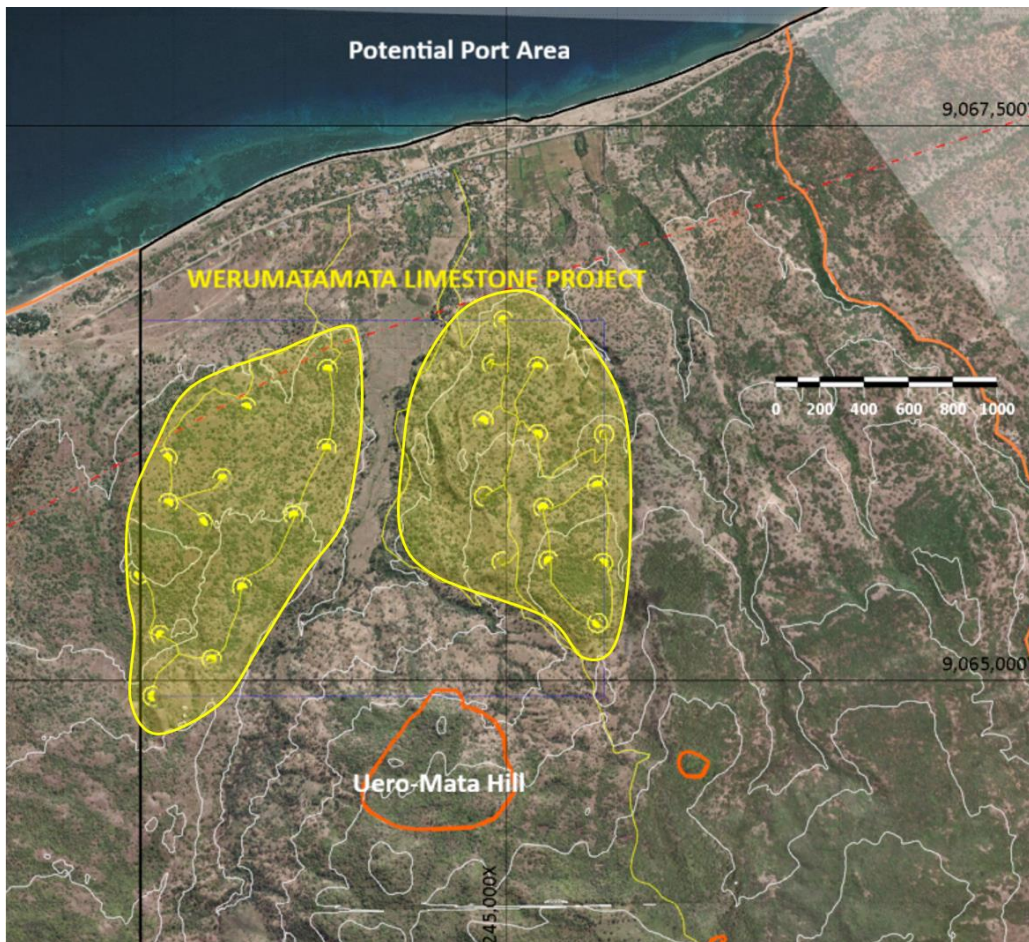 Potential Port Area
9,067,500
WERUMATAMATA LIMESTONE PROJECT
0 200 400 600 800 1000
9,065,000
Uero-Mata Hill
245,000X